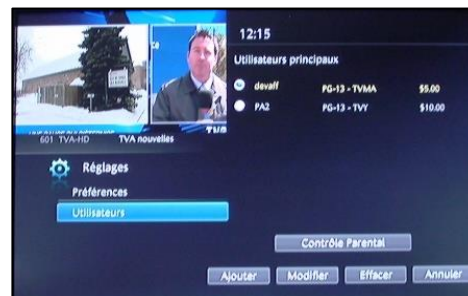 12:15
Utilisateurs principaux
devaff PG-13 - TVMA $5.00
PA2 PG-13 - TVY $10.00
601 TVA-HD TVA nouvelles
Réglages
Préférences
Utilisateurs
Contrôle Parental
Ajouter Modifier Effacer Annuler